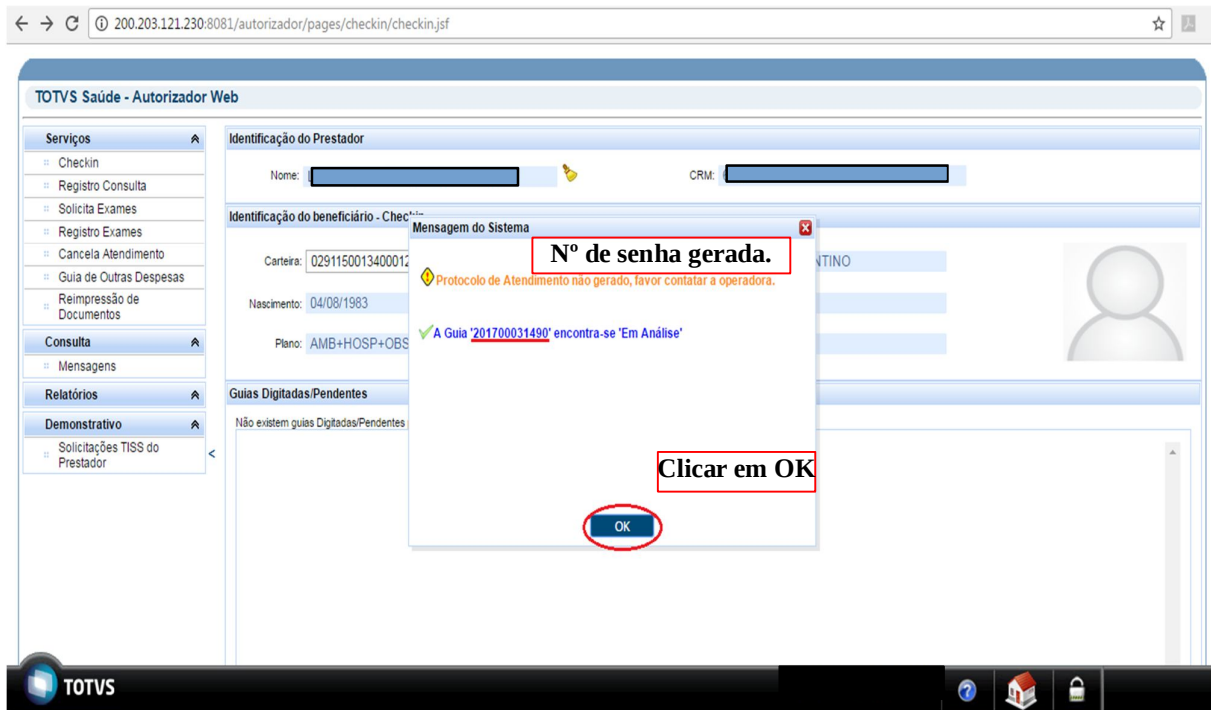 200.203.121.230:8081/autorizador/pages/checkin/checkin.jsf
TOTVS Saúde - Autorizador Web
Serviços
Checkin
Registro Consulta
Solicita Exames
Registro Exames
Cancela Atendimento
Guia de Outras Despesas
Reimpressão de
Documentos
Consulta
Mensagens
Relatórios
Demonstrativo
Solicitações TISS do
Prestador
<
Identificação do Prestador
Nome:
CRM:
Identificação do beneficiário -
Carteira: 0291150013400012
NTINO
Nascimento: 04/08/1983
Plano: AMB+HOSP+OBS
Guias Digitadas/Pendentes
Não existem guias Digitadas/Pendentes
Mensagem do Sistema
Nº de senha gerada.
Protocolo de Atendimento não gerado, favor contatar a operadora.
A Guia '201700031490' encontra-se 'Em Análise'
Clicar em OK
OK
TOTVS